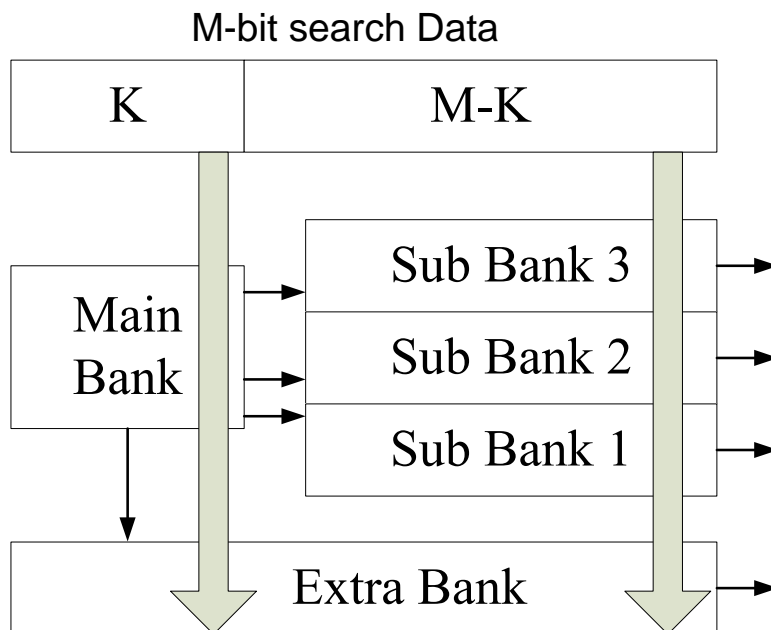 M-bit search Data
K
M-K
Sub Bank 3
Main
Bank
Sub Bank 2
Sub Bank 1
Extra Bank